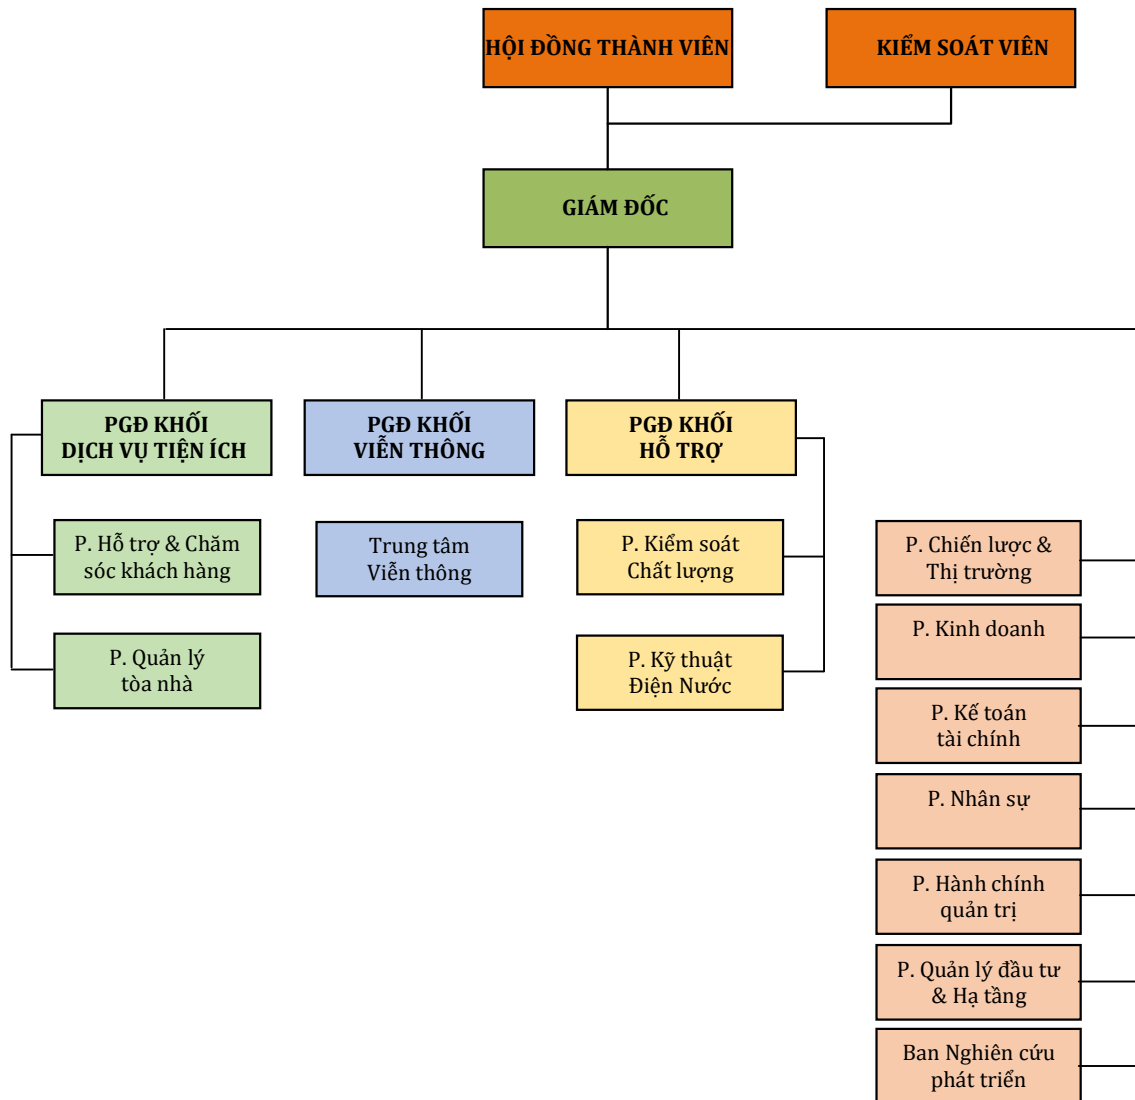 HỘI ĐỒNG THÀNH VIÊN
KIỂM SOÁT VIÊN
GIÁM ĐỐC
PGĐ KHỐI
DỊCH VỤ TIỆN ÍCH
PGĐ KHỐI
VIỄN THÔNG
PGĐ KHỐI
HỖ TRỢ
P. Hỗ trợ & Chăm
sóc khách hàng
Trung tâm
Viễn thông
P. Kiểm soát
Chất lượng
P. Chiến lược &
Thị trường
P. Kinh doanh
P. Quản lý
tòa nhà
P. Kỹ thuật
Điện Nước
P. Kế toán
tài chính
P. Nhân sự
P. Hành chính
quản trị
P. Quản lý đầu tư
& Hạ tầng
Ban Nghiên cứu
phát triển